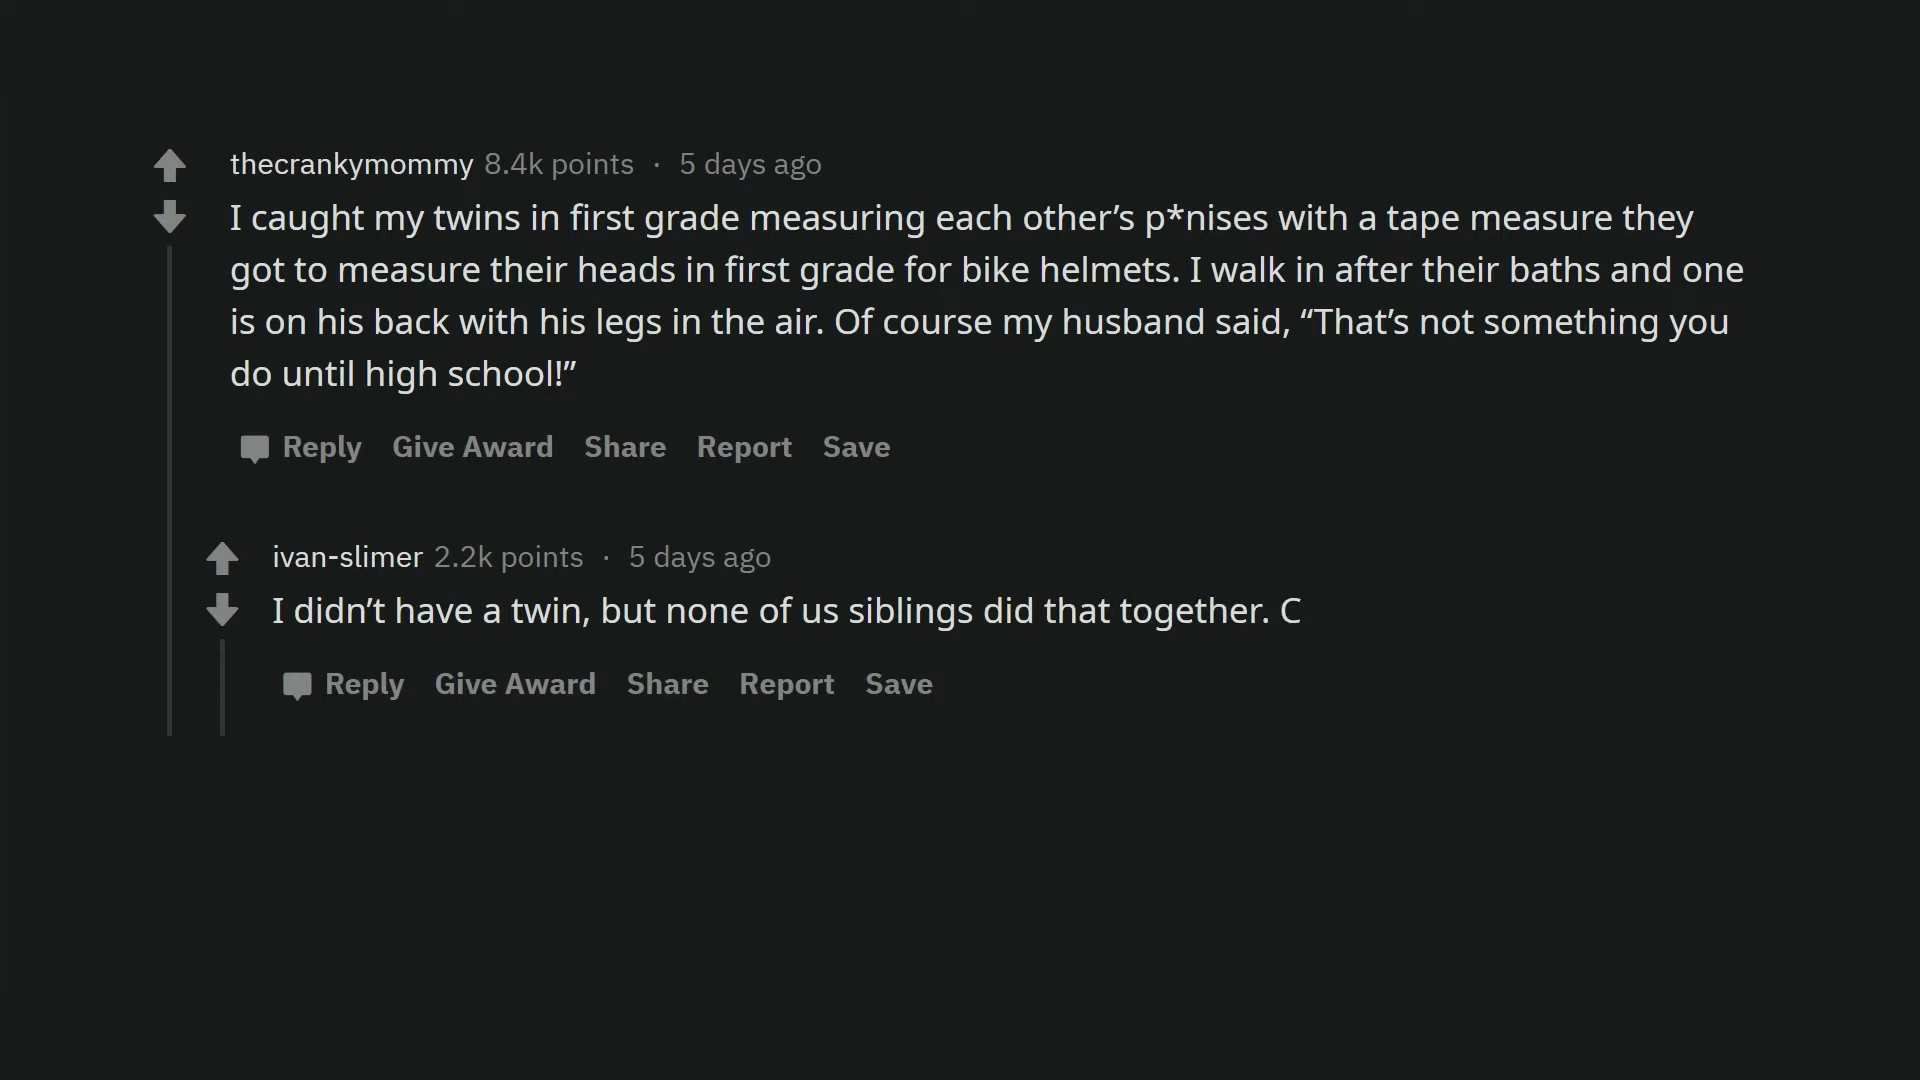 thecrankymommy 8.4k points · 5 days ago
I caught my twins in first grade measuring each other’s p*nises with a tape measure they
got to measure their heads in first grade for bike helmets. I walk in after their baths and one
is on his back with his legs in the air. Of course my husband said, “That’s not something you
do until high school!”
Reply Give Award Share Report Save
ivan-slimer 2.2k points · 5 days ago
I didn’t have a twin, but none of us siblings did that together. C
Reply Give Award Share Report Save